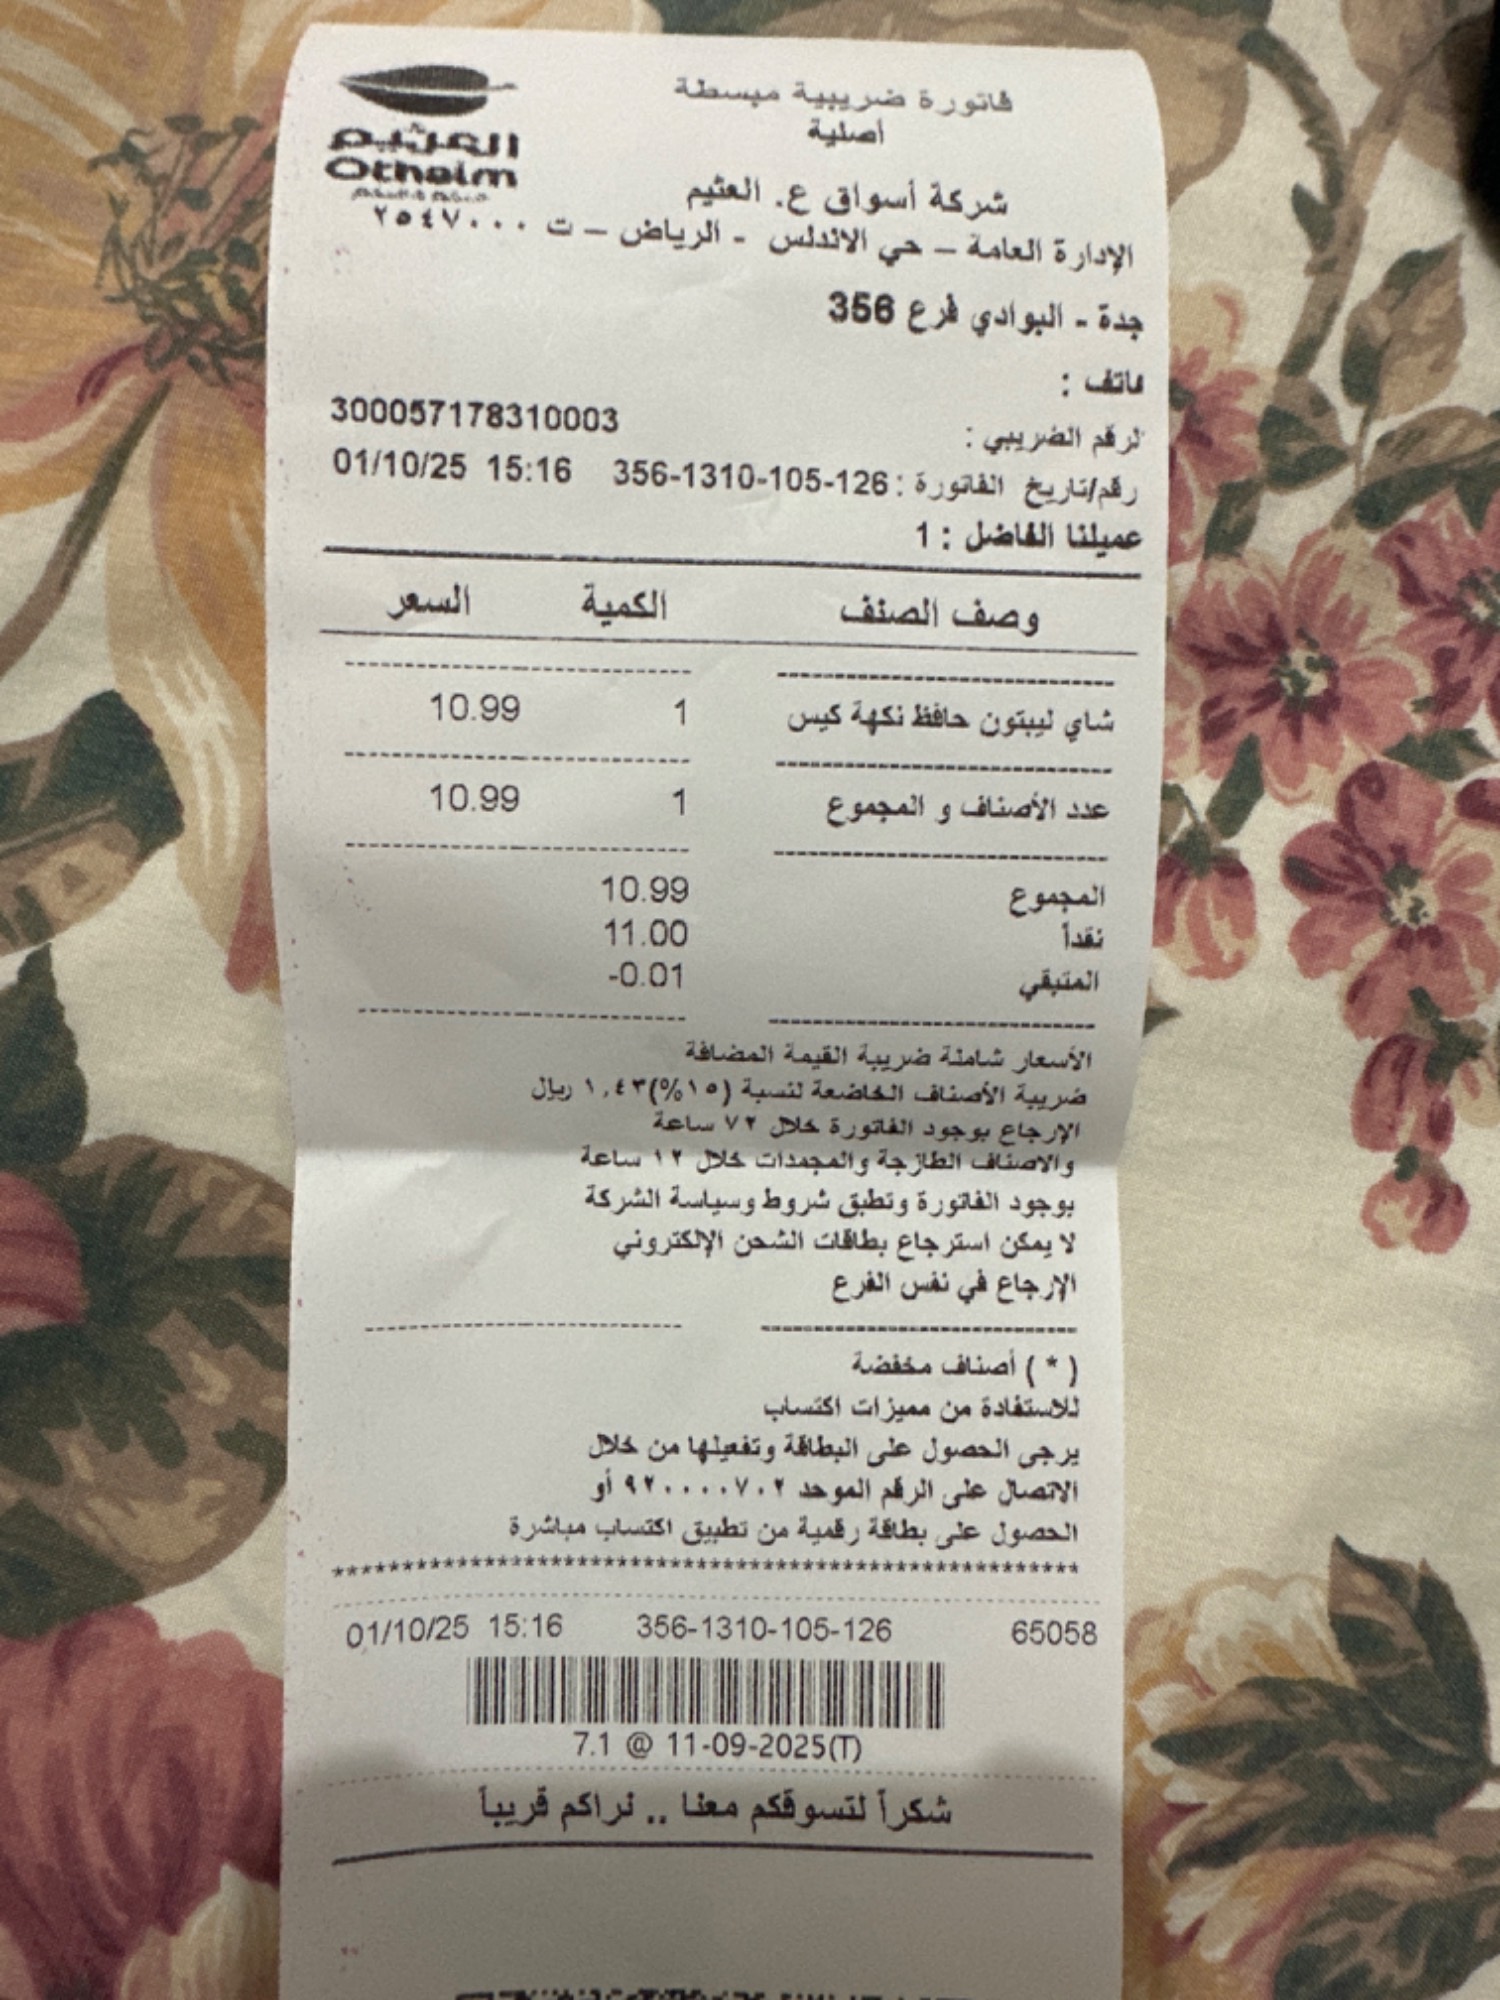 العثيم
Othaim
فاتورة ضريبية مبسطة
أصلية
شركة أسواق ع. العثيم
الإدارة العامة – حي الاندلس - الرياض – ت ٢٥٤٧٠٠٠
جدة - البوادي فرع 356
هاتف :
الرقم الضريبي : 300057178310003
رقم/تاريخ الفاتورة : 356-1310-105-126 01/10/25 15:16
عميلنا الفاضل : 1
وصف الصنف الكمية السعر
شاي ليبتون حافظ نكهة كيس 1 10.99
عدد الأصناف و المجموع 1 10.99
المجموع 10.99
نقداً 11.00
المتبقي -0.01
الأسعار شاملة ضريبة القيمة المضافة
ضريبة الأصناف الخاضعة لنسبة (١٥%)١,٤٣ ريال
الإرجاع بوجود الفاتورة خلال ٧٢ ساعة
والاصناف الطازجة والمجمدات خلال ١٢ ساعة
بوجود الفاتورة وتطبق شروط وسياسة الشركة
لا يمكن استرجاع بطاقات الشحن الإلكتروني
الإرجاع في نفس الفرع
( * ) أصناف مخفضة
للاستفادة من مميزات اكتساب
يرجى الحصول على البطاقة وتفعيلها من خلال
الاتصال على الرقم الموحد ٩٢٠٠٠٠٧٠٢ أو
الحصول على بطاقة رقمية من تطبيق اكتساب مباشرة
65058 356-1310-105-126 01/10/25 15:16
7.1 @ 11-09-2025(T)
شكراً لتسوقكم معنا .. نراكم قريباً